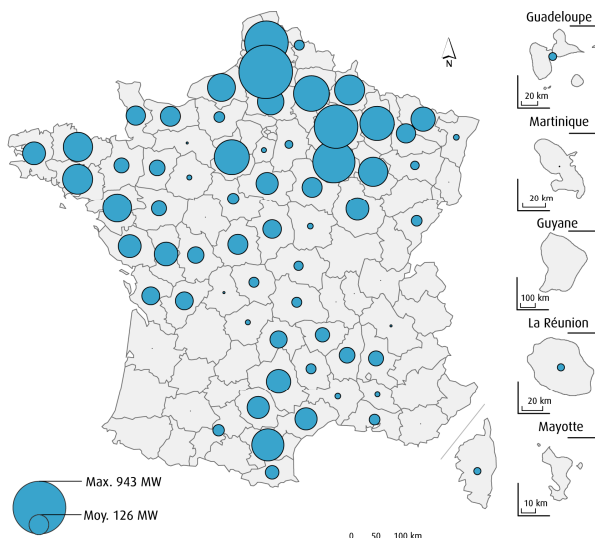 Guadeloupe
N
20 km
Martinique
20 km
Guyane
100 km
La Réunion
20 km
Mayotte
10 km
Max. 943 MW
Moy. 126 MW
0 50 100 km